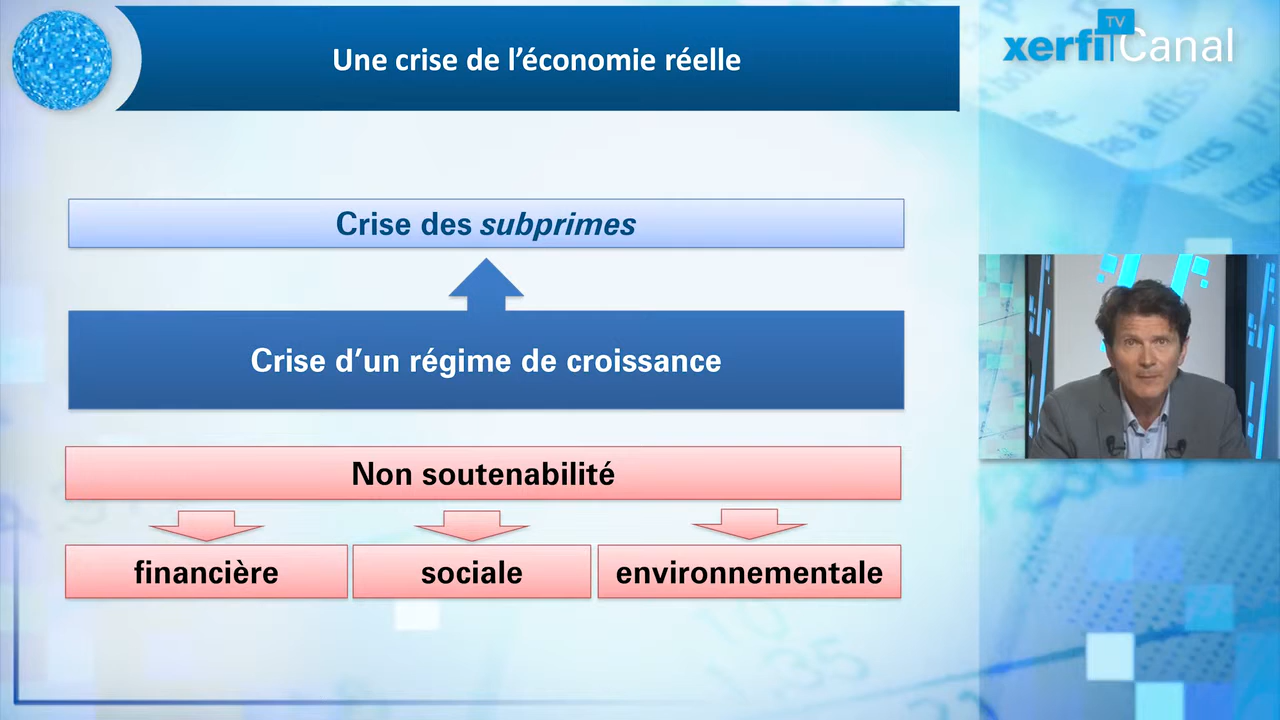 Une crise de l'économie réelle
TV
xerfi Canal
Crise des subprimes
Crise d'un régime de croissance
Non soutenabilité
financière
sociale
environnementale